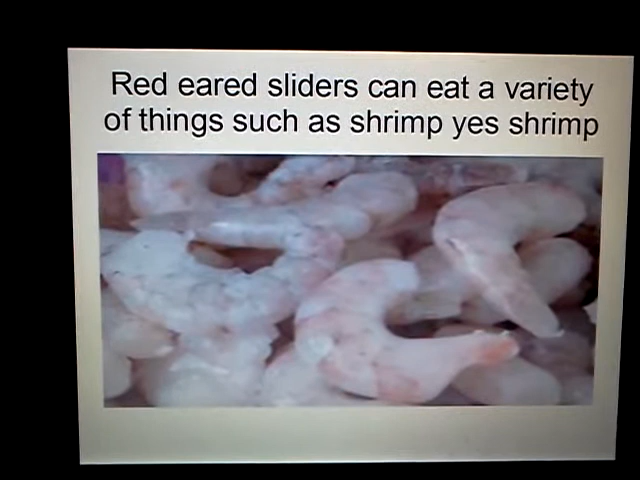 Red eared sliders can eat a variety
of things such as shrimp yes shrimp